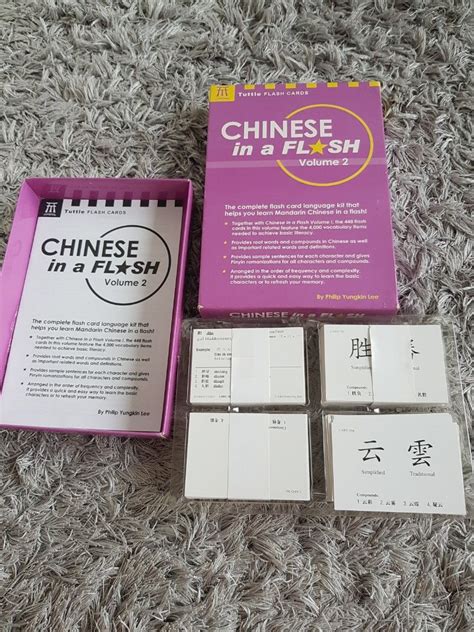 Tuttle FLASH CARDS
CHINESE
in a FLASH
Volume 2
The complete flash card language kit that
helps you learn Mandarin Chinese in a flash!
Together with Chinese in a Flash Volume 1, the 448 flash
cards in this volume feature the 4,000 vocabulary items
needed to achieve basic literacy.
Provides root words and compounds in Chinese as well
as important related words and definitions.
Provides sample sentences for each character and gives
Pinyin romanizations for all characters and compounds.
Arranged in the order of frequency and complexity,
it provides a quick and easy way to learn the basic
characters or to refresh your memory.
By Philip Yungkin Lee
Tuttle FLASH CARDS
CHINESE
in a FLASH
Volume 2
The complete flash card language kit that
helps you learn Mandarin Chinese in a flash!
Together with Chinese in a Flash Volume 1, the 448 flash
cards in this volume feature the 4,000 vocabulary items
needed to achieve basic literacy.
Provides root words and compounds in Chinese as well as
important related words and definitions.
Provides sample sentences for each character and gives
Pinyin romanizations for all characters and compounds.
Arranged in the order of frequency and complexity,
it provides a quick and easy way to learn the basic
characters or to refresh your memory.
By Philip Yungkin Lee
CHINESE in a FLASH
Example
胜
Simplified
云 雲
Simplified Traditional
Compounds